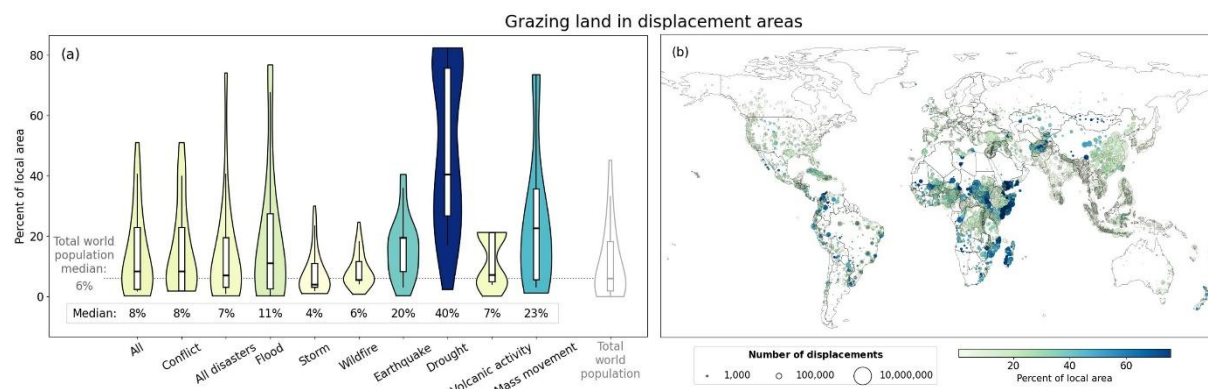 Grazing land in displacement areas
(a)
80
60
40
20
0
Percent of local area
Total world
population
median:
6%
Median: 8% 8% 7% 11% 4% 6% 20% 40% 7% 23%
All
Conflict
All disasters
Flood
Storm
Wildfire
Earthquake
Drought
Volcanic activity
Mass movement
Total world
population
(b)
Number of displacements
1,000 100,000 10,000,000
20 40 60
Percent of local area